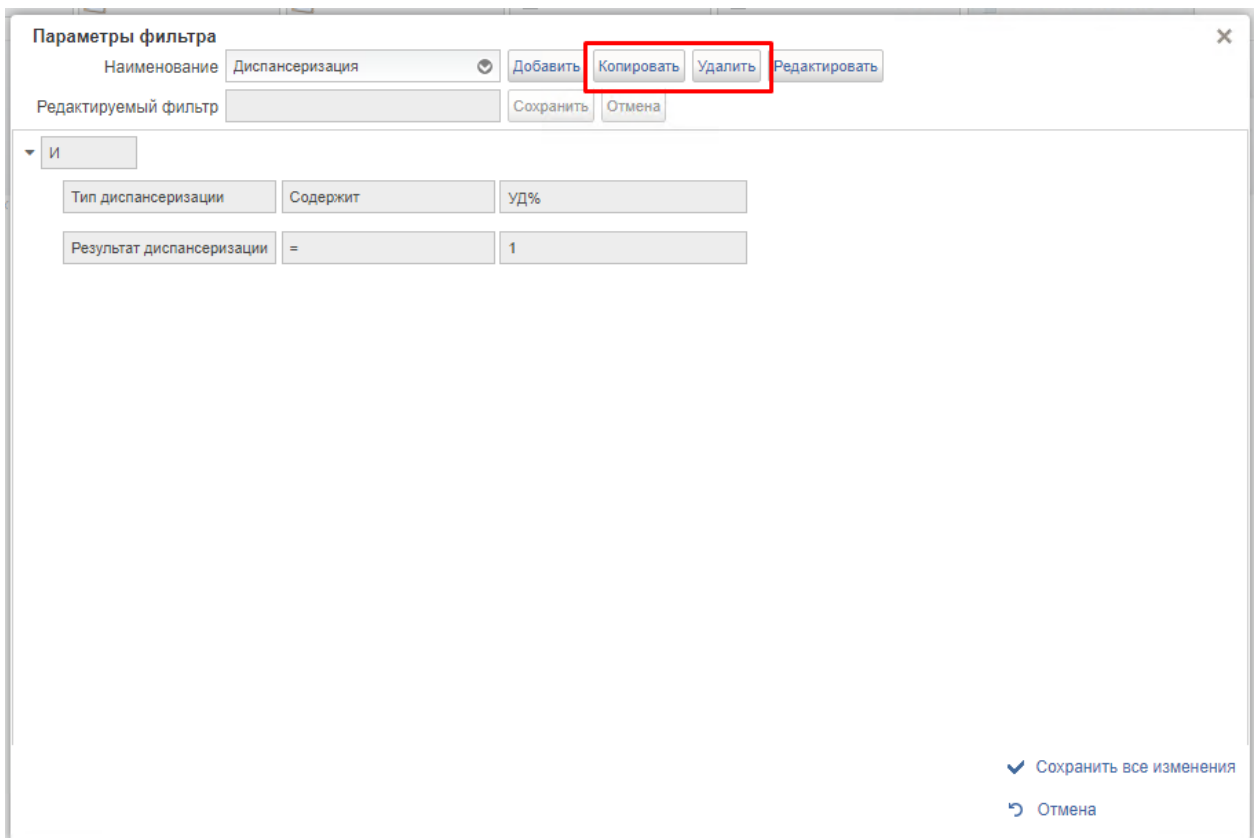 Параметры фильтра
Наименование Диспансеризация Добавить Копировать Удалить Редактировать
Редактируемый фильтр Сохранить Отмена
И
Тип диспансеризации Содержит УД%
Результат диспансеризации = 1
Сохранить все изменения
Отмена